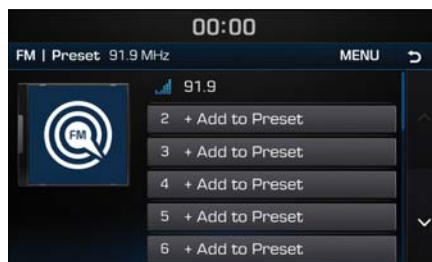 00:00
FM | Preset 91.9 MHz MENU
91.9
FM
2 + Add to Preset
3 + Add to Preset
4 + Add to Preset
5 + Add to Preset
6 + Add to Preset